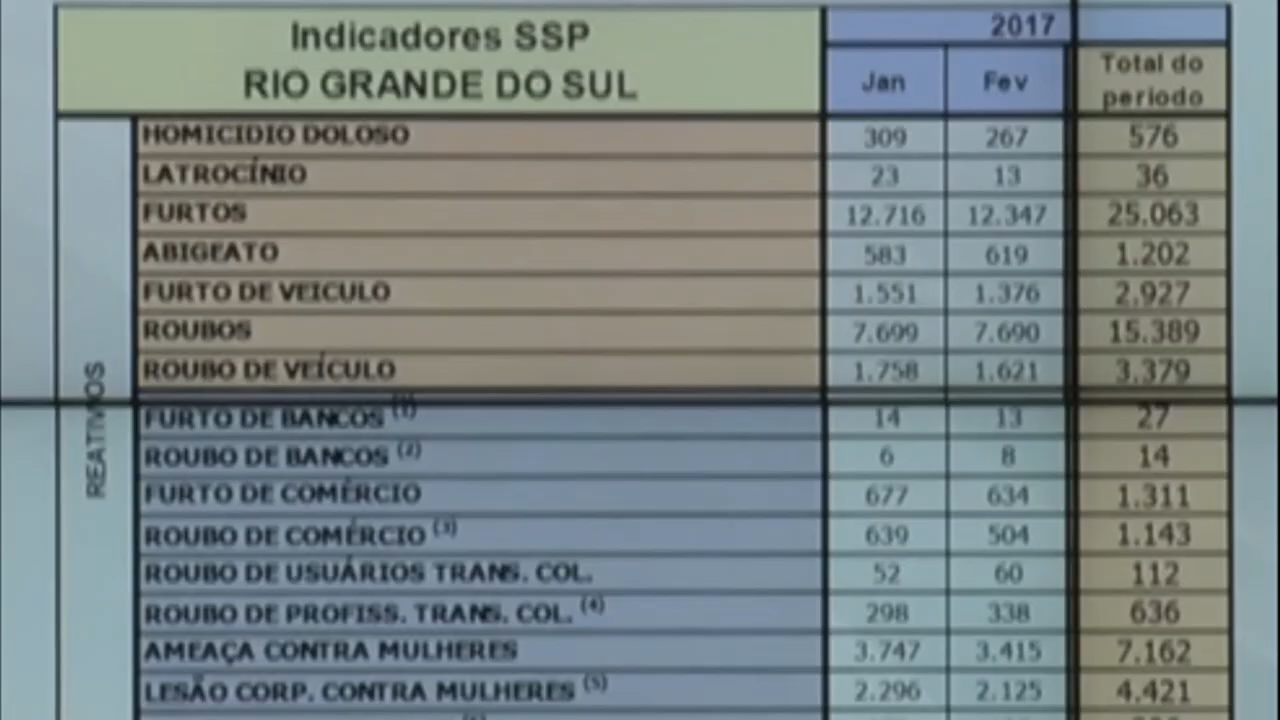 Indicadores SSP
RIO GRANDE DO SUL
2017
Jan Fev Total do período
HOMICIDIO DOLOSO 309 267 576
LATROCÍNIO 23 13 36
FURTOS 12.716 12.347 25.063
ABIGEATO 583 619 1.202
FURTO DE VEICULO 1.551 1.376 2.927
ROUBOS 7.699 7.690 15.389
ROUBO DE VEÍCULO 1.758 1.621 3.379
REATIVOS
FURTO DE BANCOS (1) 14 13 27
ROUBO DE BANCOS (2) 6 8 14
FURTO DE COMÉRCIO 677 634 1.311
ROUBO DE COMÉRCIO (3) 639 504 1.143
ROUBO DE USUÁRIOS TRANS. COL. 52 60 112
ROUBO DE PROFISS. TRANS. COL. (4) 298 338 636
AMEAÇA CONTRA MULHERES 3.747 3.415 7.162
LESÃO CORP. CONTRA MULHERES (5) 2.296 2.125 4.421